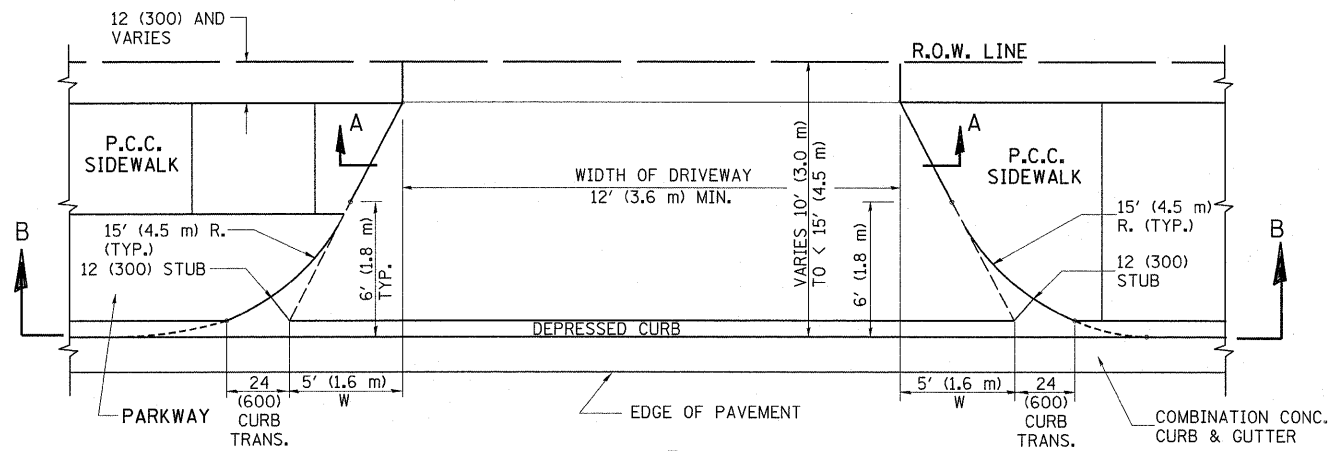 12 (300) AND
VARIES
R.O.W. LINE
A
A
P.C.C.
SIDEWALK
P.C.C.
SIDEWALK
WIDTH OF DRIVEWAY
12' (3.6 m) MIN.
VARIES 10' (3.0 m)
TO < 15' (4.5 m)
B
B
15' (4.5 m) R.
(TYP.)
12 (300) STUB
6' (1.8 m)
TYP.
6' (1.8 m)
15' (4.5 m)
R. (TYP.)
12 (300)
STUB
DEPRESSED CURB
24
(600)
CURB
TRANS.
5' (1.6 m)
W
5' (1.6 m)
W
24
(600)
CURB
TRANS.
PARKWAY
EDGE OF PAVEMENT
COMBINATION CONC.
CURB & GUTTER